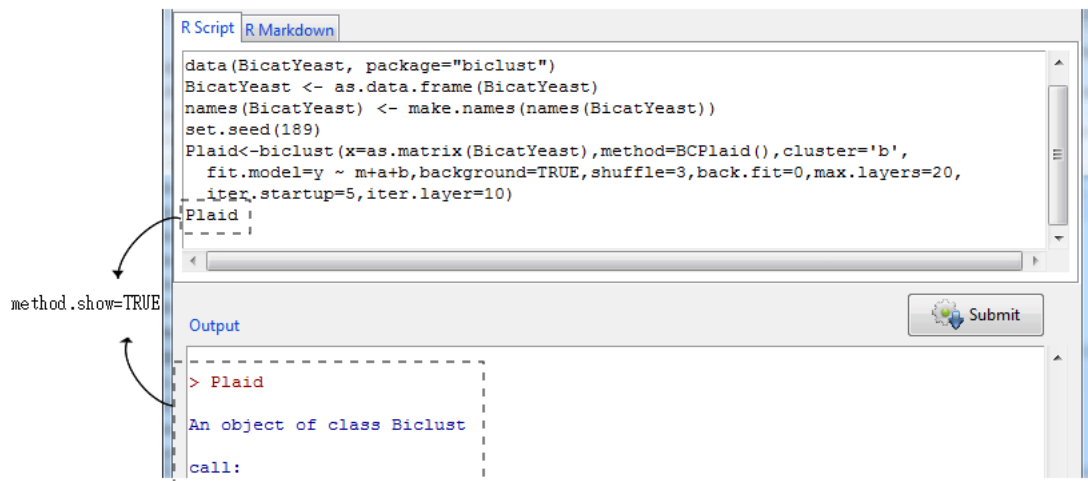 R Script R Markdown
data(BicatYeast, package="biclust")
BicatYeast <- as.data.frame(BicatYeast)
names(BicatYeast) <- make.names(names(BicatYeast))
set.seed(189)
Plaid<-biclust(x=as.matrix(BicatYeast),method=BCPlaid(),cluster='b',
  fit.model=y ~ m+a+b,background=TRUE,shuffle=3,back.fit=0,max.layers=20,
  iter.startup=5,iter.layer=10)
Plaid
method.show=TRUE
Submit
Output
> Plaid
An object of class Biclust
call: